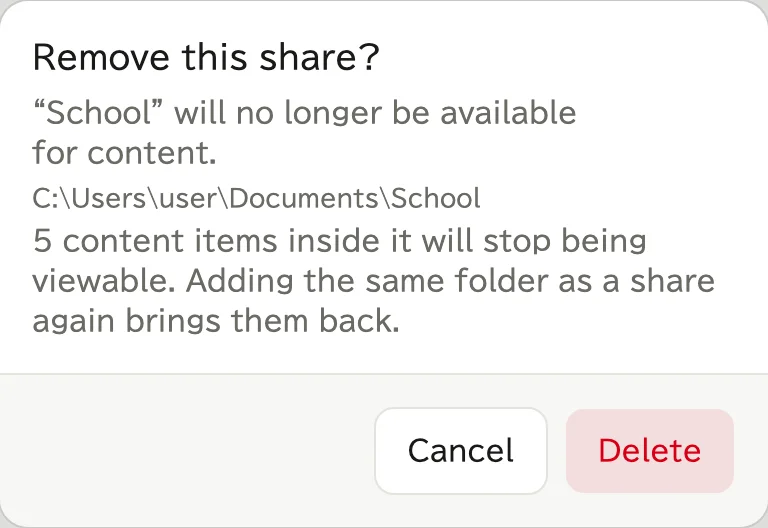 Remove this share?
“School” will no longer be available
for content.
C:\Users\user\Documents\School
5 content items inside it will stop being
viewable. Adding the same folder as a share
again brings them back.
Cancel
Delete